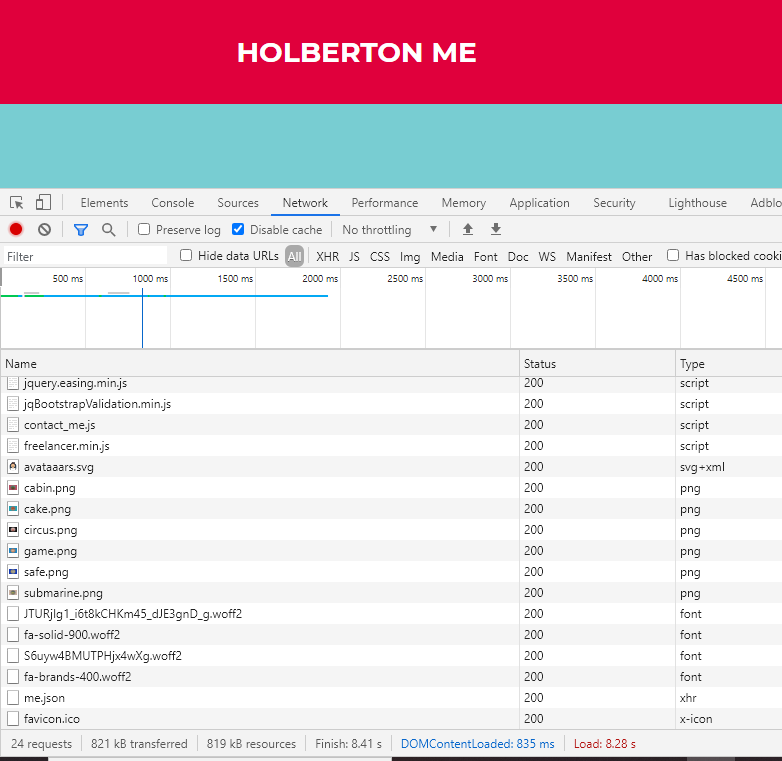 HOLBERTON ME
Elements Console Sources Network Performance Memory Application Security Lighthouse Adblo
Preserve log Disable cache No throttling
Filter Hide data URLs All XHR JS CSS Img Media Font Doc WS Manifest Other Has blocked cooki
500 ms 1000 ms 1500 ms 2000 ms 2500 ms 3000 ms 3500 ms 4000 ms 4500 ms
Name Status Type
jquery.easing.min.js 200 script
jqBootstrapValidation.min.js 200 script
contact_me.js 200 script
freelancer.min.js 200 script
avataaars.svg 200 svg+xml
cabin.png 200 png
cake.png 200 png
circus.png 200 png
game.png 200 png
safe.png 200 png
submarine.png 200 png
JTURjIg1_i6t8kCHKm45_dJE3gnD_g.woff2 200 font
fa-solid-900.woff2 200 font
S6uyw4BMUTPHjx4wXg.woff2 200 font
fa-brands-400.woff2 200 font
me.json 200 xhr
favicon.ico 200 x-icon
24 requests 821 kB transferred 819 kB resources Finish: 8.41 s DOMContentLoaded: 835 ms Load: 8.28 s